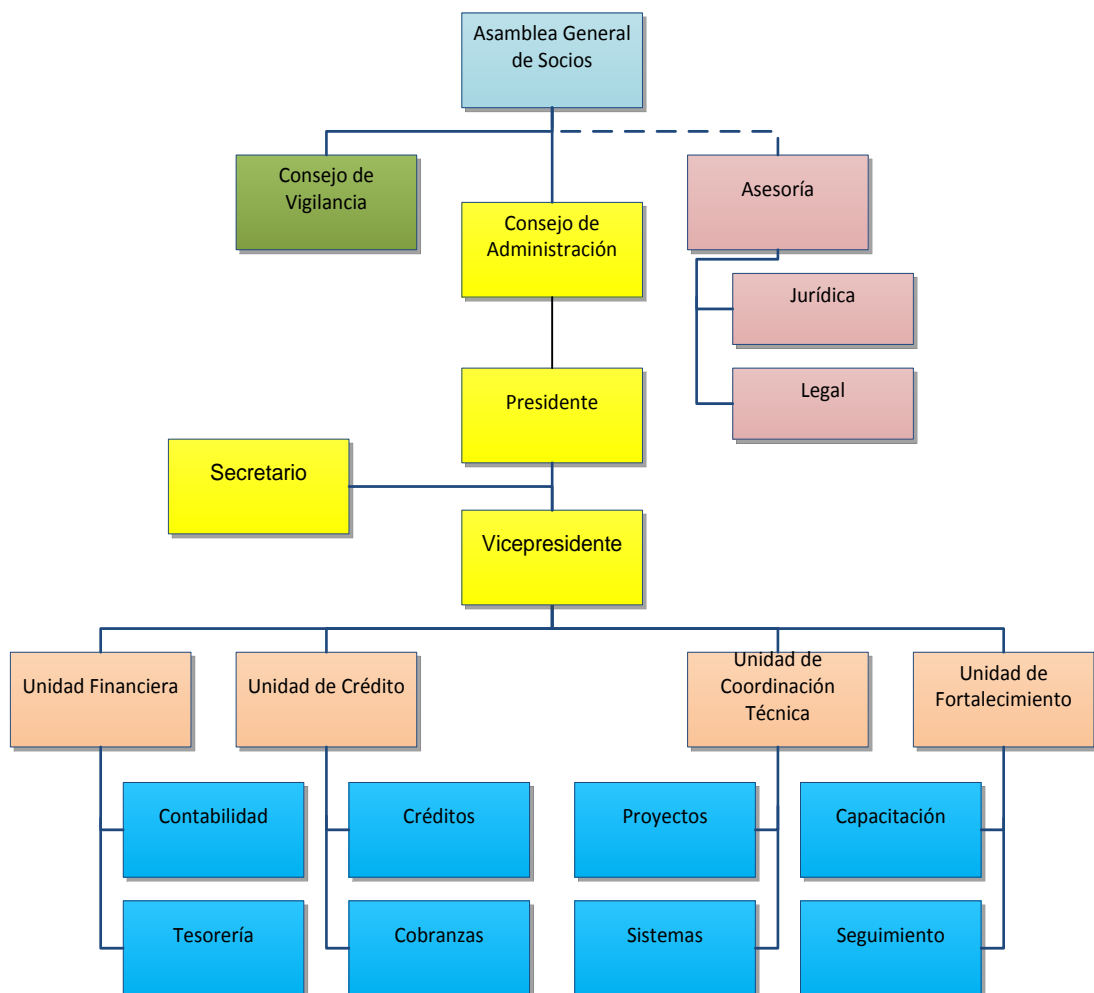 Asamblea General
de Socios
Consejo de
Vigilancia
Asesoría
Consejo de
Administración
Jurídica
Presidente
Legal
Secretario
Vicepresidente
Unidad Financiera
Unidad de Crédito
Unidad de
Coordinación
Técnica
Unidad de
Fortalecimiento
Contabilidad
Créditos
Proyectos
Capacitación
Tesorería
Cobranzas
Sistemas
Seguimiento